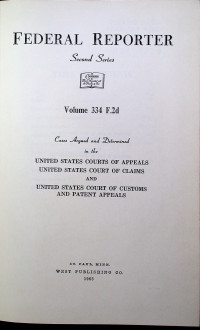 FEDERAL REPORTER
Second Series
Volume 334 F.2d
Cases Argued and Determined
in the
UNITED STATES COURTS OF APPEALS
UNITED STATES COURT OF CLAIMS
AND
UNITED STATES COURT OF CUSTOMS
AND PATENT APPEALS
ST. PAUL, MINN.
WEST PUBLISHING CO.